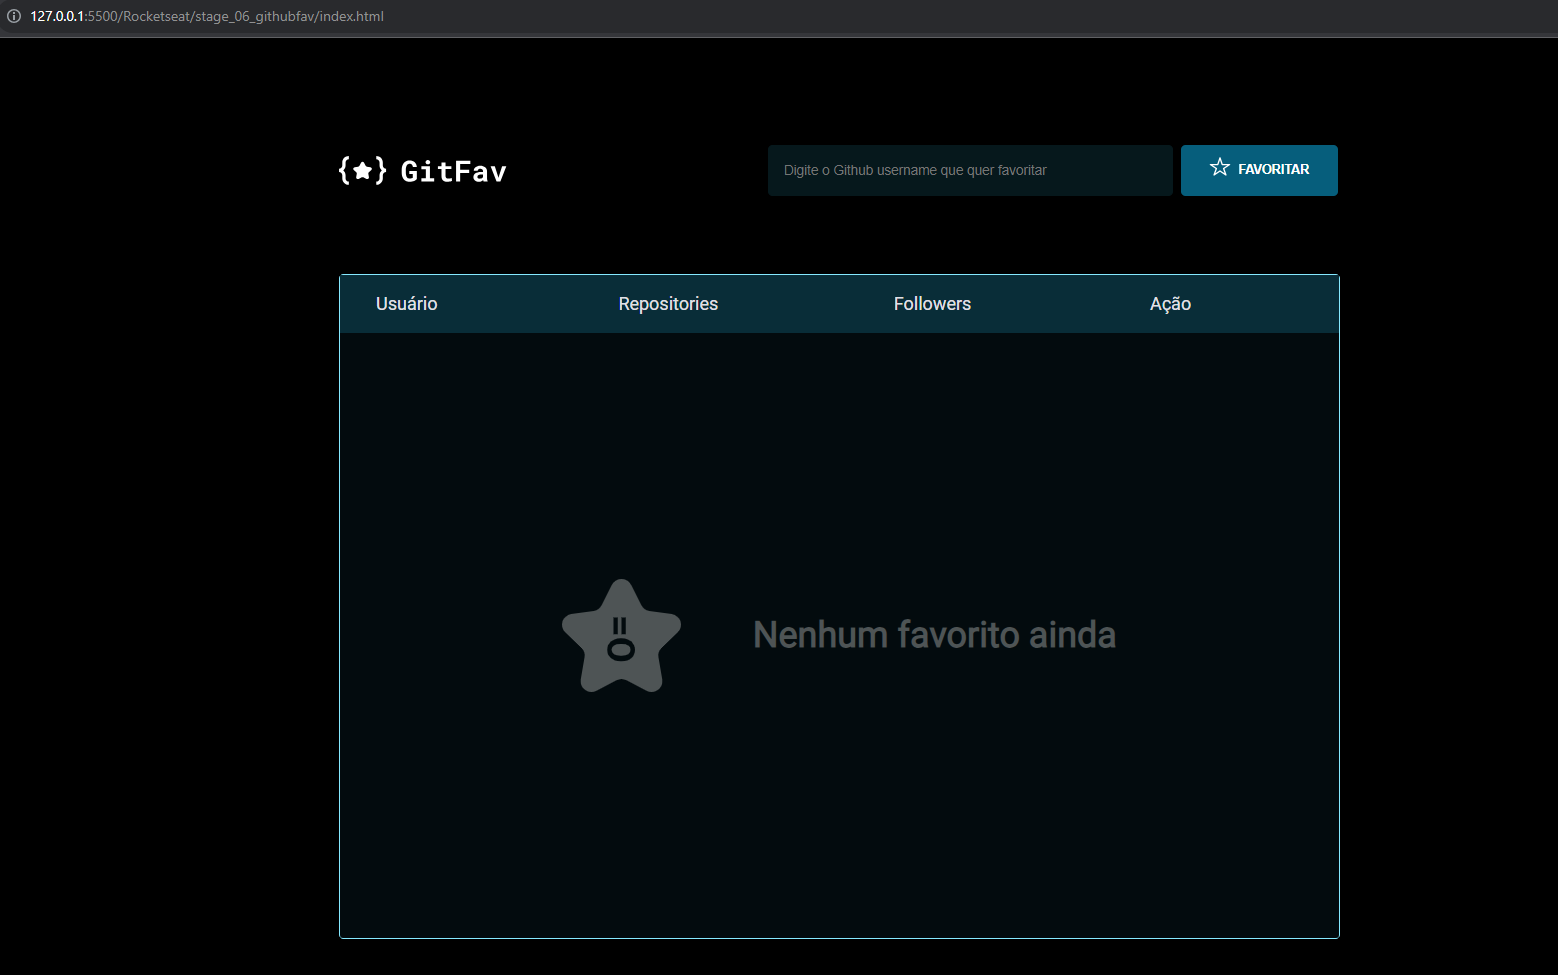 127.0.0.1:5500/Rocketseat/stage_06_githubfav/index.html
{★} GitFav
Digite o Github username que quer favoritar
FAVORITAR
Usuário Repositories Followers Ação
Nenhum favorito ainda